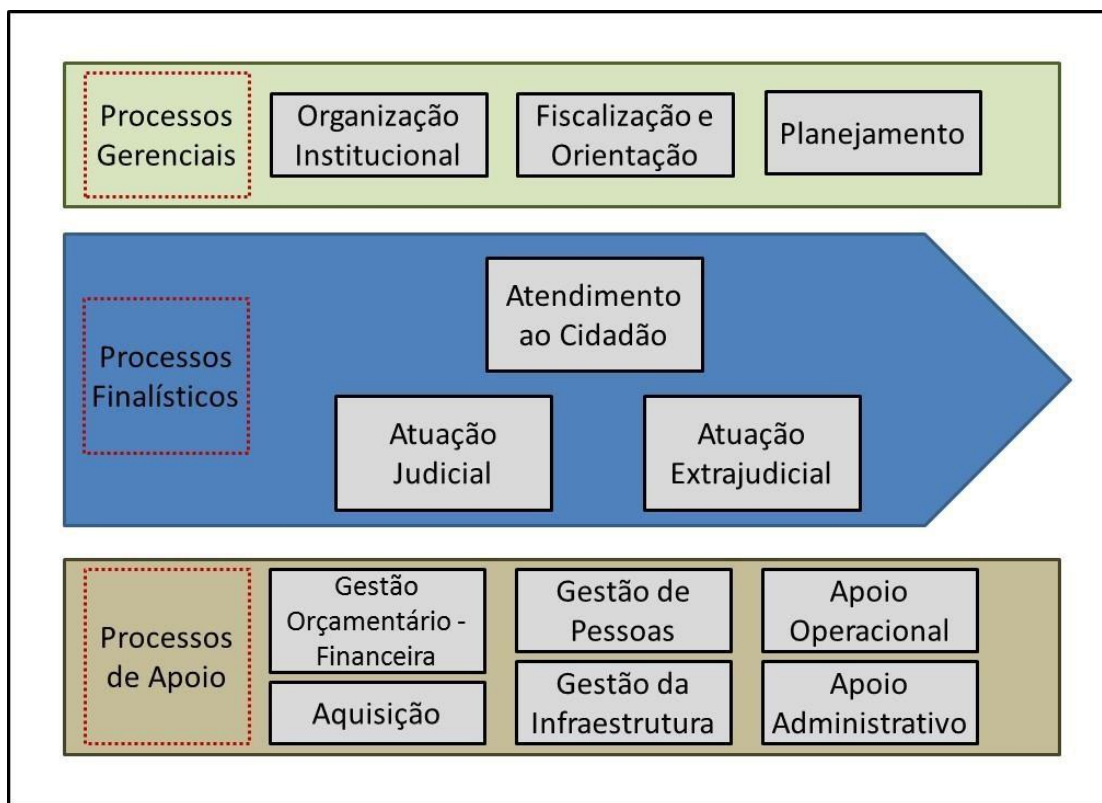 Processos
Gerenciais
Organização
Institucional
Fiscalização e
Orientação
Planejamento
Processos
Finalísticos
Atendimento
ao Cidadão
Atuação
Judicial
Atuação
Extrajudicial
Processos
de Apoio
Gestão
Orçamentário -
Financeira
Gestão de
Pessoas
Apoio
Operacional
Aquisição
Gestão da
Infraestrutura
Apoio
Administrativo